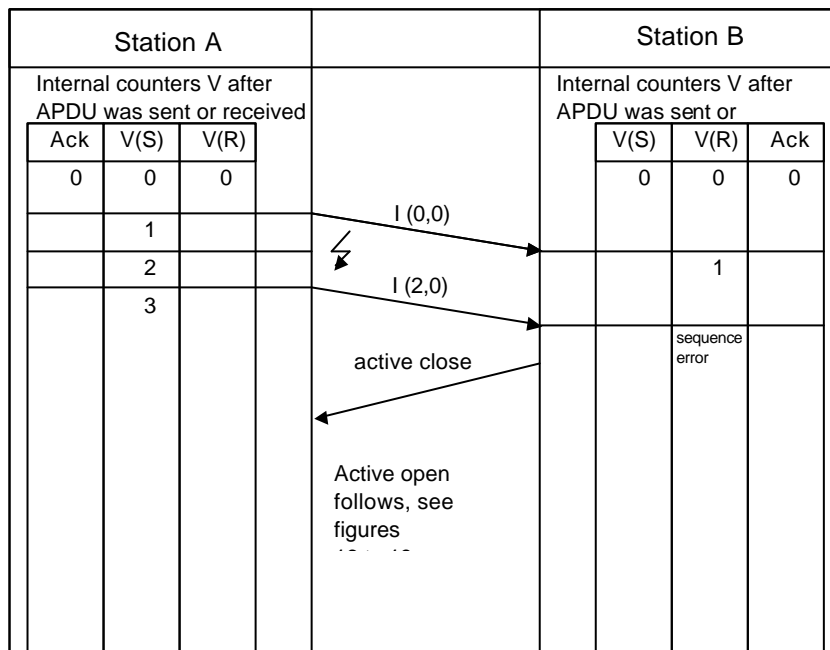 Station A
Station B
Internal counters V after
APDU was sent or received
Internal counters V after
APDU was sent or
Ack V(S) V(R)
V(S) V(R) Ack
0 0 0
0 0 0
I (0,0)
1
2
1
I (2,0)
3
sequence
error
active close
Active open
follows, see
figures